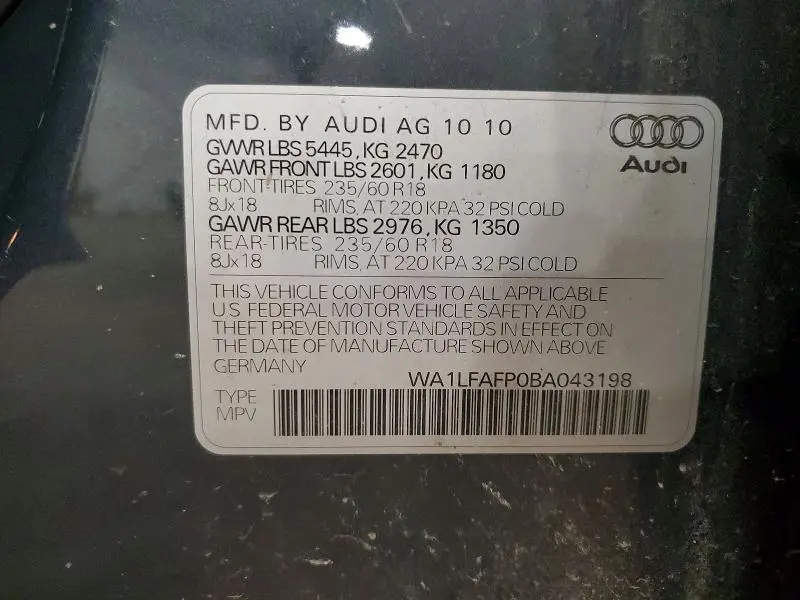 MFD. BY AUDI AG 10 10
GVWR LBS 5445, KG 2470
GAWR FRONT LBS 2601, KG 1180
FRONT-TIRES 235/60 R18
8Jx18 RIMS, AT 220 KPA 32 PSI COLD
GAWR REAR LBS 2976, KG 1350
REAR-TIRES 235/60 R18
8Jx18 RIMS, AT 220 KPA 32 PSI COLD
Audi
THIS VEHICLE CONFORMS TO ALL APPLICABLE
U.S. FEDERAL MOTOR VEHICLE SAFETY AND
THEFT PREVENTION STANDARDS IN EFFECT ON
THE DATE OF MANUFACTURE SHOWN ABOVE
GERMANY
WA1LFAFP0BA043198
TYPE
MPV